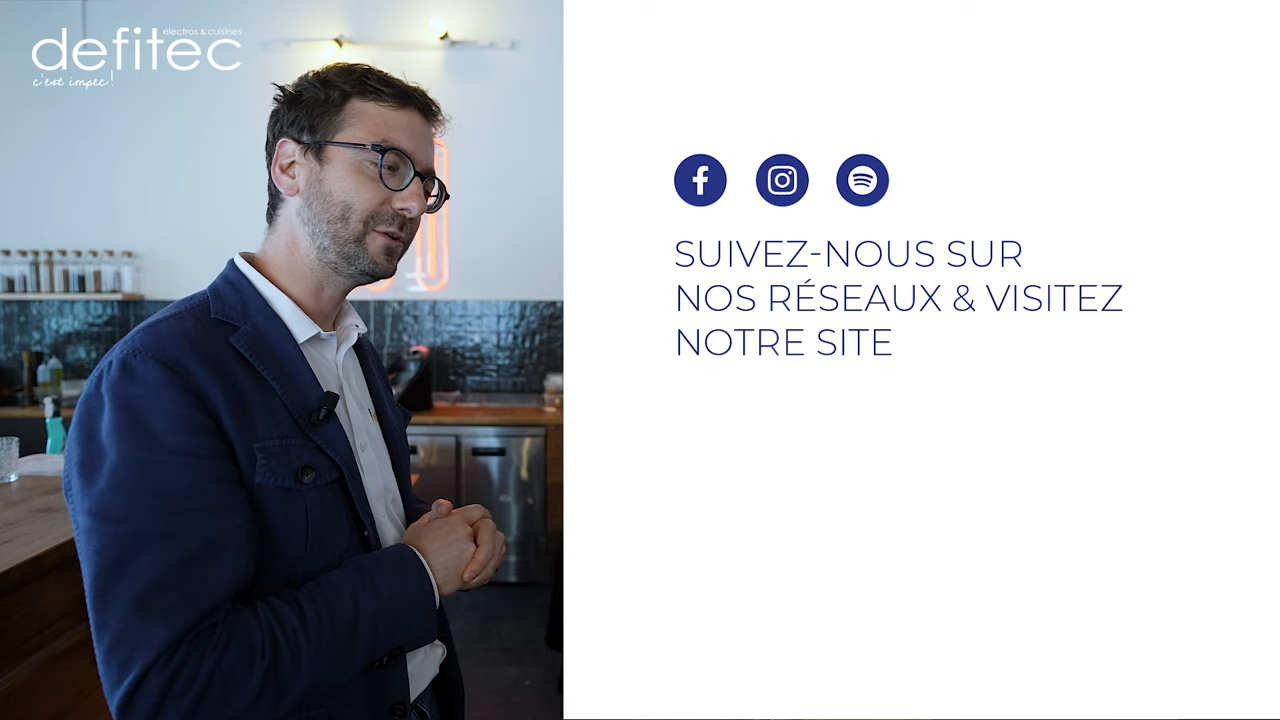 electros & cuisines
defitec
c'est impec!
SUIVEZ-NOUS SUR
NOS RÉSEAUX & VISITEZ
NOTRE SITE